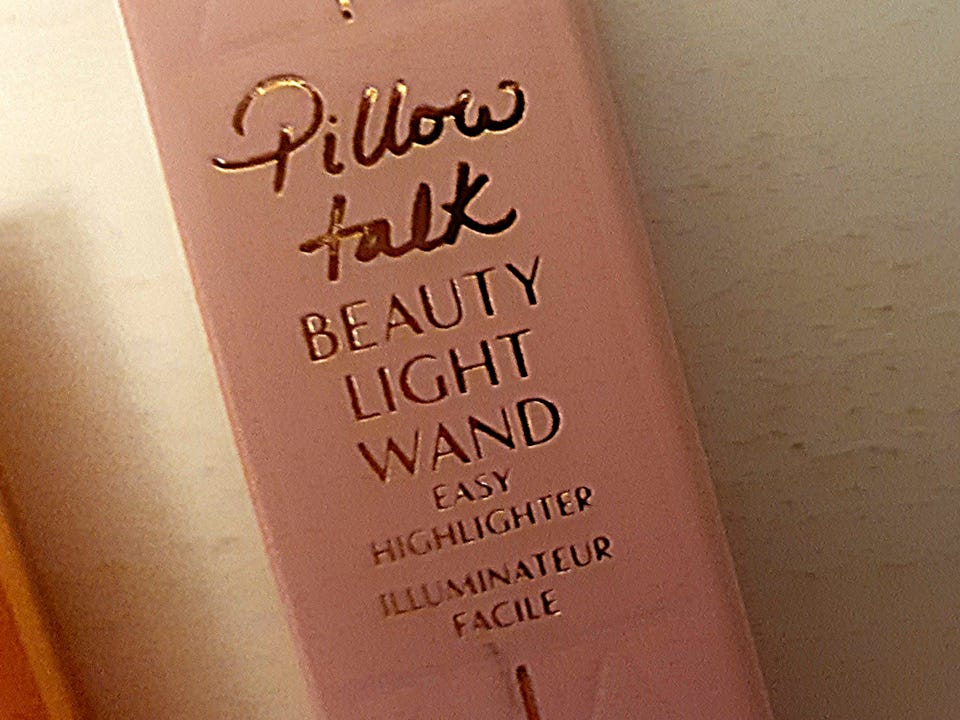 Pillow
talk
BEAUTY
LIGHT
WAND
EASY
HIGHLIGHTER
ILLUMINATEUR
FACILE